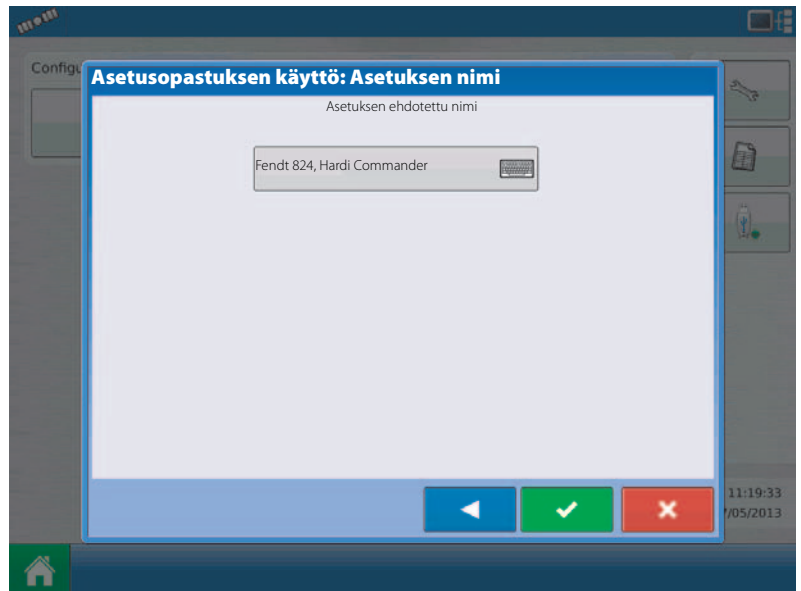 Configu
Asetusopastuksen käyttö: Asetuksen nimi
Asetuksen ehdotettu nimi
Fendt 824, Hardi Commander
11:19:33
/05/2013